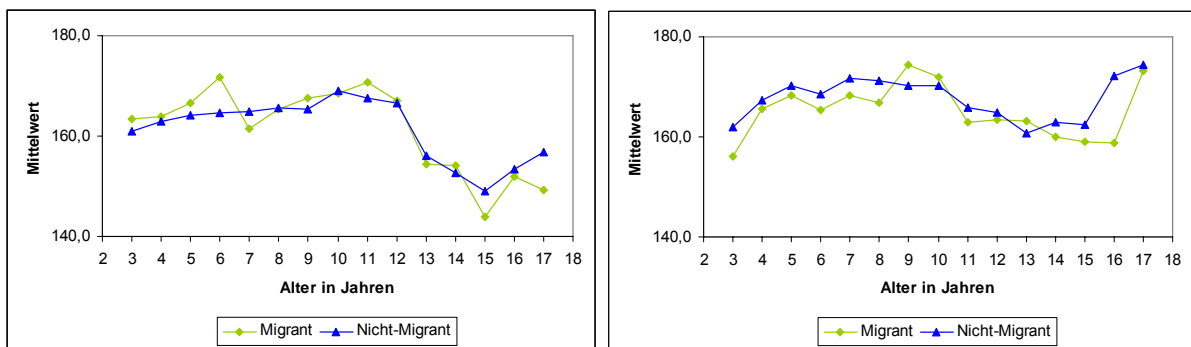 180,0
160,0
140,0
Mittelwert
2 3 4 5 6 7 8 9 10 11 12 13 14 15 16 17 18
Alter in Jahren
Migrant Nicht-Migrant
180,0
160,0
140,0
Mittelwert
2 3 4 5 6 7 8 9 10 11 12 13 14 15 16 17 18
Alter in Jahren
Migrant Nicht-Migrant